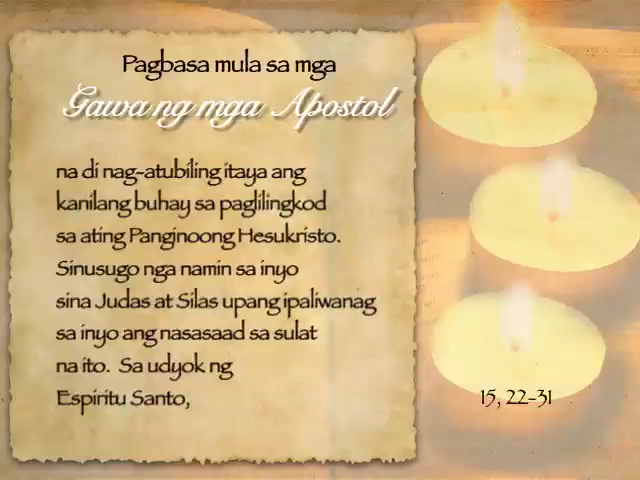 Pagbasa mula sa mga
Gawa ng mga Apostol
na di nag-atubiling itaya ang
kanilang buhay sa paglilingkod
sa ating Panginoong Hesukristo.
Sinusugo nga namin sa inyo
sina Judas at Silas upang ipaliwanag
sa inyo ang nasasaad sa sulat
na ito. Sa udyok ng
Espiritu Santo,
15, 22-31